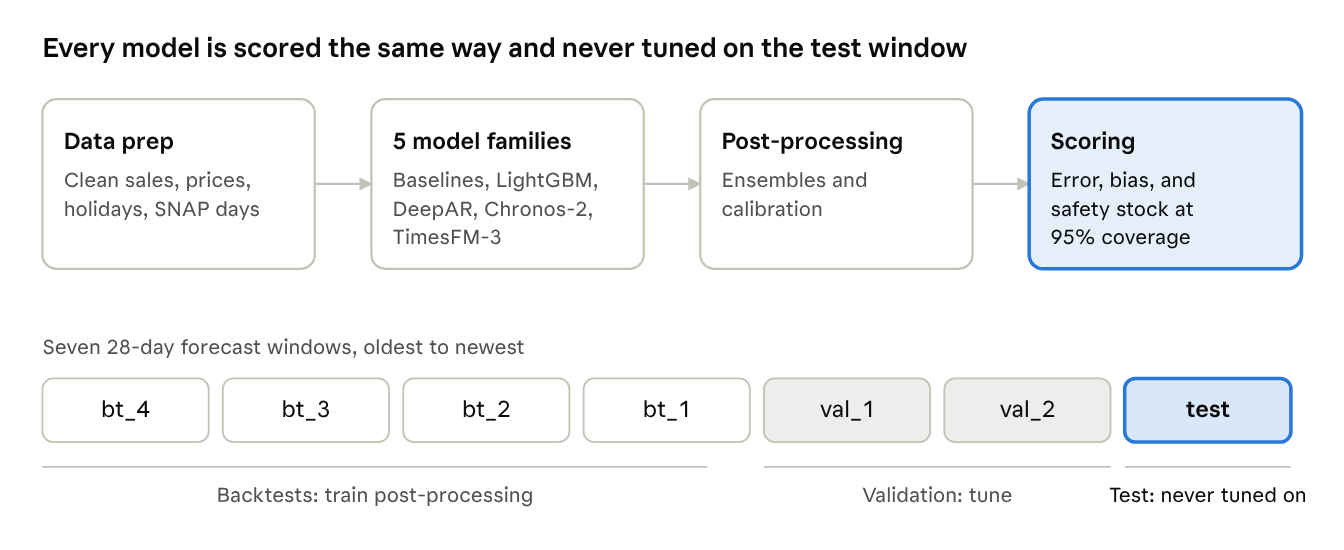 Every model is scored the same way and never tuned on the test window
Data prep
Clean sales, prices,
holidays, SNAP days
5 model families
Baselines, LightGBM,
DeepAR, Chronos-2,
TimesFM-3
Post-processing
Ensembles and
calibration
Scoring
Error, bias, and
safety stock at
95% coverage
Seven 28-day forecast windows, oldest to newest
bt_4
bt_3
bt_2
bt_1
val_1
val_2
test
Backtests: train post-processing
Validation: tune
Test: never tuned on